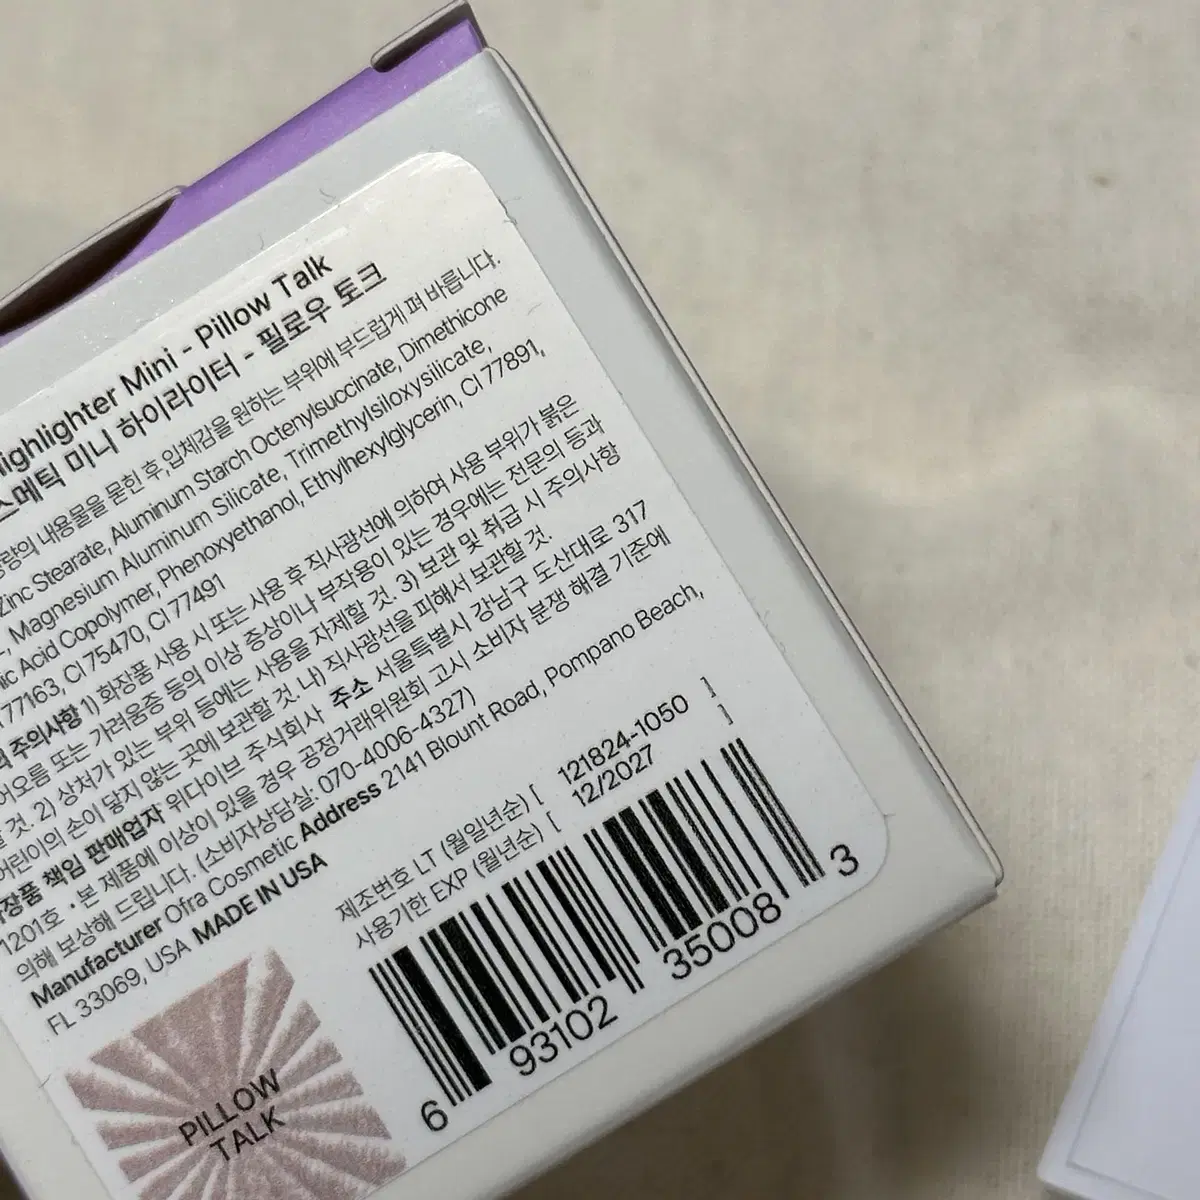 Highlighter Mini - Pillow Talk
스메틱 미니 하이라이터 - 필로우 토크
의 내용물을 묻힌 후, 입체감을 원하는 부위에 부드럽게 펴 바릅니다.
Zinc Stearate, Aluminum Starch Octenylsuccinate, Dimethicone
Magnesium Aluminum Silicate, Trimethylsiloxysilicate,
Acid Copolymer, Phenoxyethanol, Ethylhexylglycerin, CI 77891,
77163, CI 75470, CI 77491
주의사항 1) 화장품 사용 시 또는 사용 후 직사광선에 의하여 사용 부위가 붉은
어오름 또는 가려움증 등의 이상 증상이나 부작용이 있는 경우에는 전문의 등과
것. 2) 상처가 있는 부위 등에는 사용을 자제할 것. 3) 보관 및 취급 시 주의사항
어린이의 손이 닿지 않는 곳에 보관할 것. 나) 직사광선을 피해서 보관할 것.
화장품 책임 판매업자 위다이브 주식회사 주소 서울특별시 강남구 도산대로 317
1201호 · 본 제품에 이상이 있을 경우 공정거래위원회 고시 소비자 분쟁 해결 기준에
의해 보상해 드립니다. (소비자상담실: 070-4006-4327)
Manufacturer Ofra Cosmetic Address 2141 Blount Road, Pompano Beach,
FL 33069, USA MADE IN USA
제조번호 LT (월일년순) [ 121824-1050 ]
사용기한 EXP (월년순) [ 12/2027 ]
6 93102 35008 3
PILLOW
TALK